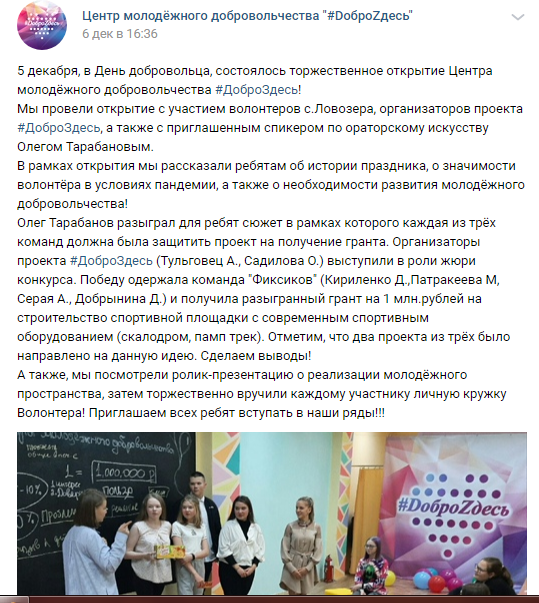 Центр молодёжного добровольчества "#DоброZдесь"
6 дек в 16:36
5 декабря, в День добровольца, состоялось торжественное открытие Центра
молодёжного добровольчества #ДоброЗдесь!
Мы провели открытие с участием волонтеров с.Ловозера, организаторов проекта
#ДоброЗдесь, а также с приглашенным спикером по ораторскому искусству
Олегом Тарабановым.
В рамках открытия мы рассказали ребятам об истории праздника, о значимости
волонтёра в условиях пандемии, а также о необходимости развития молодёжного
добровольчества!
Олег Тарабанов разыграл для ребят сюжет в рамках которого каждая из трёх
команд должна была защитить проект на получение гранта. Организаторы
проекта #ДоброЗдесь (Тульговец А., Садилова О.) выступили в роли жюри
конкурса. Победу одержала команда "Фиксиков" (Кириленко Д.,Патракеева М,
Серая А., Добрынина Д.) и получила разыгранный грант на 1 млн.рублей на
строительство спортивной площадки с современным спортивным
оборудованием (скалодром, памп трек). Отметим, что два проекта из трёх было
направлено на данную идею. Сделаем выводы!
А также, мы посмотрели ролик-презентацию о реализации молодёжного
пространства, затем торжественно вручили каждому участнику личную кружку
Волонтера! Приглашаем всех ребят вступать в наши ряды!!!
молодёжного добровольчества
1,000,000 ₽
-10%
#DоброZдесь